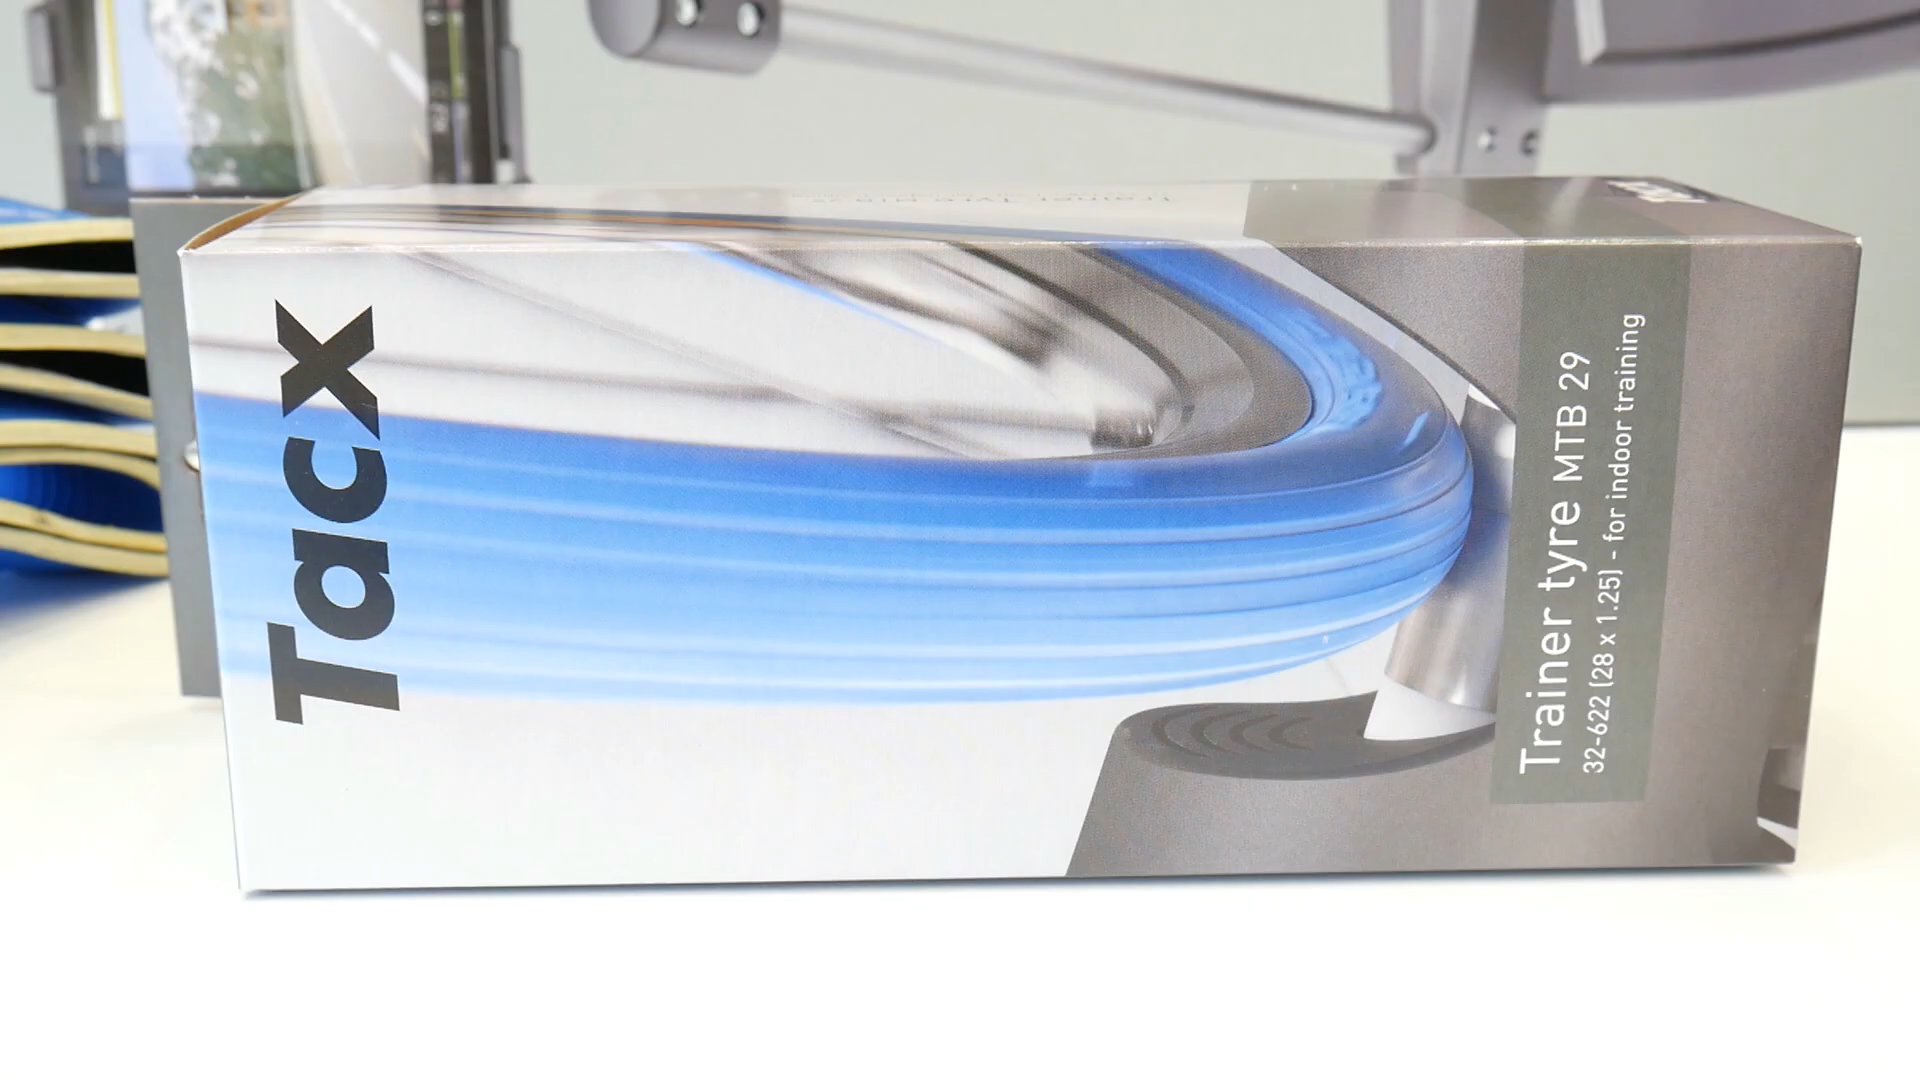 Tacx
Trainer tyre MTB 29
32-622 (28 x 1.25) - for indoor training